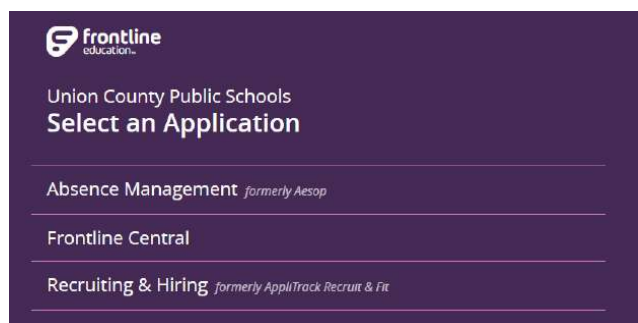 frontline
education™
Union County Public Schools
Select an Application
Absence Management formerly Aesop
Frontline Central
Recruiting & Hiring formerly AppliTrack Recruit & Fit